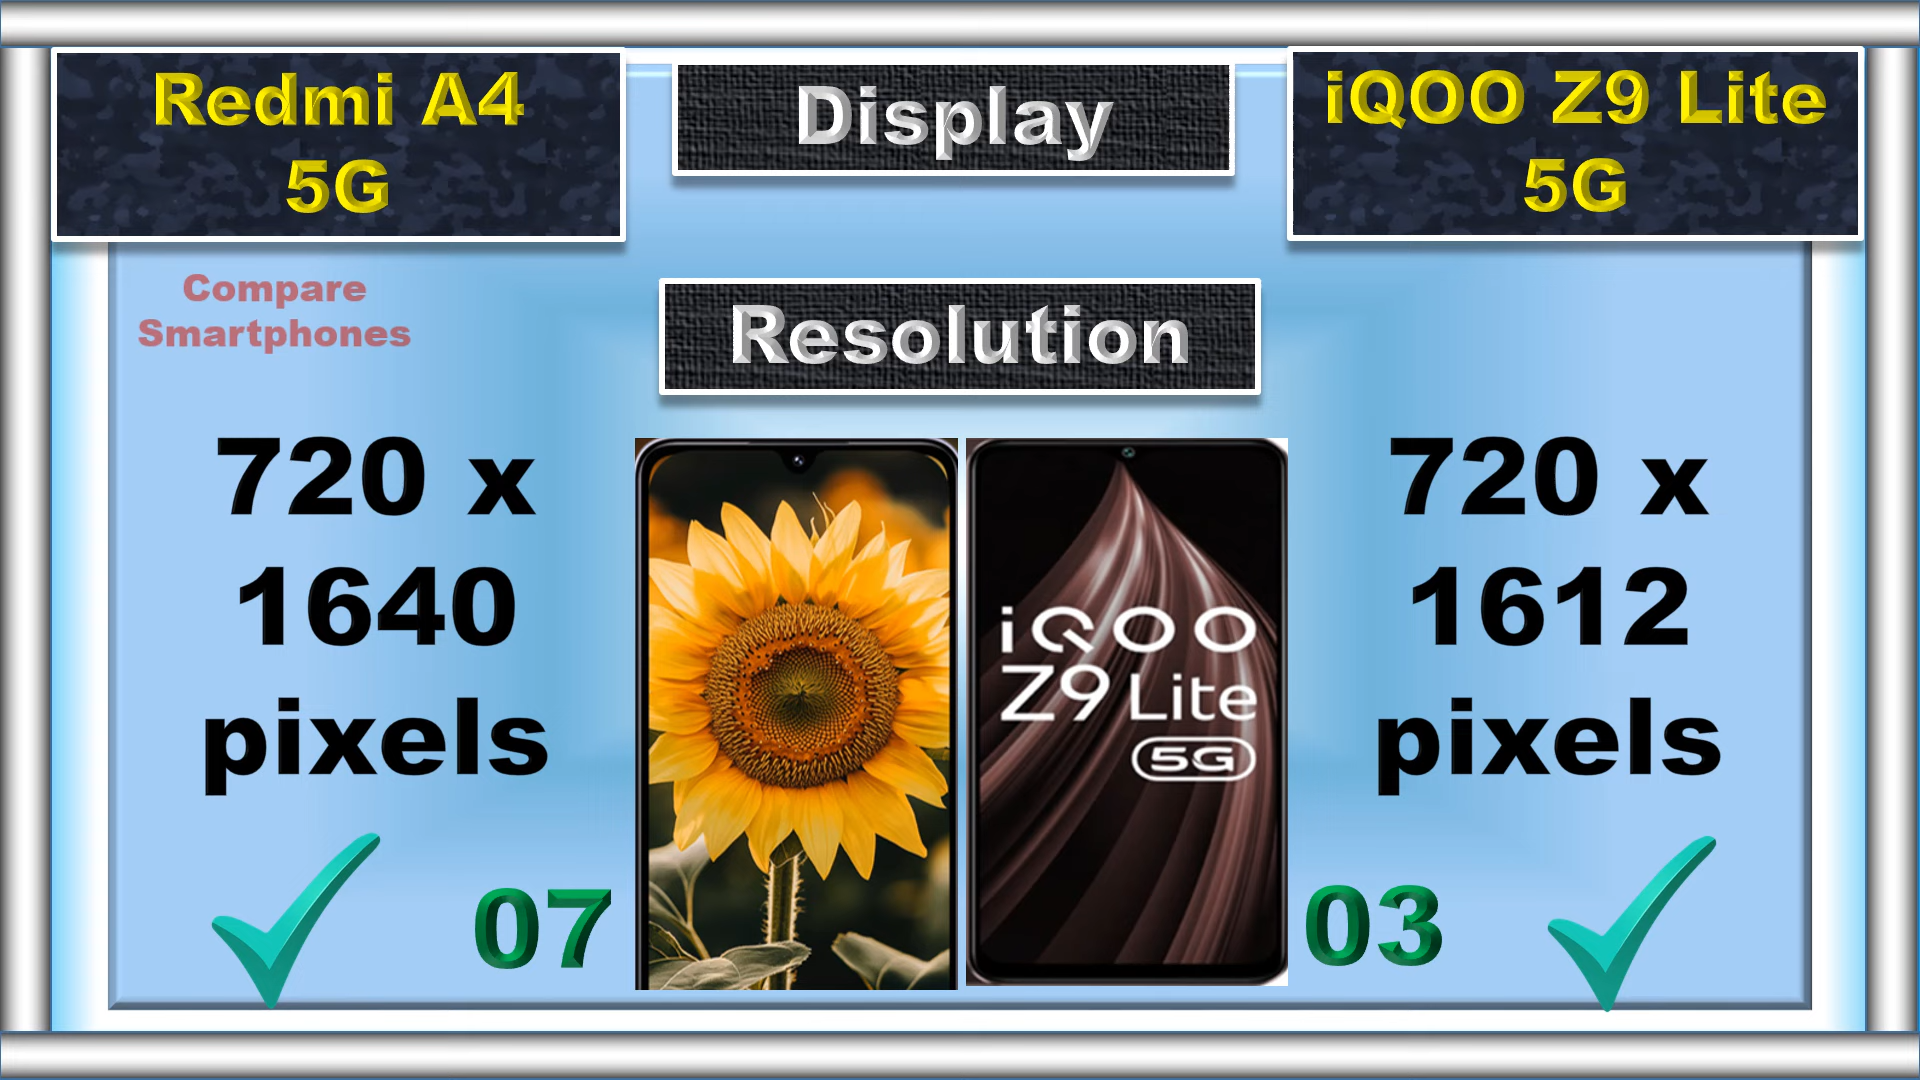 Redmi A4
5G
Display
iQOO Z9 Lite
5G
Compare
Smartphones
Resolution
720 x
1640
pixels
iQOO
Z9 Lite
5G
720 x
1612
pixels
07
03